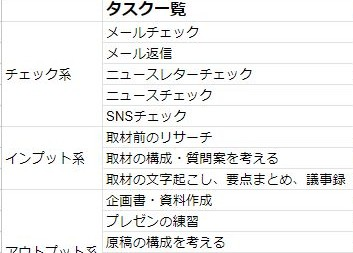 タスク一覧
チェック系
メールチェック
メール返信
ニュースレターチェック
ニュースチェック
SNSチェック
インプット系
取材前のリサーチ
取材の構成・質問案を考える
取材の文字起こし、要点まとめ、議事録
アウトプット系
企画書・資料作成
プレゼンの練習
原稿の構成を考える